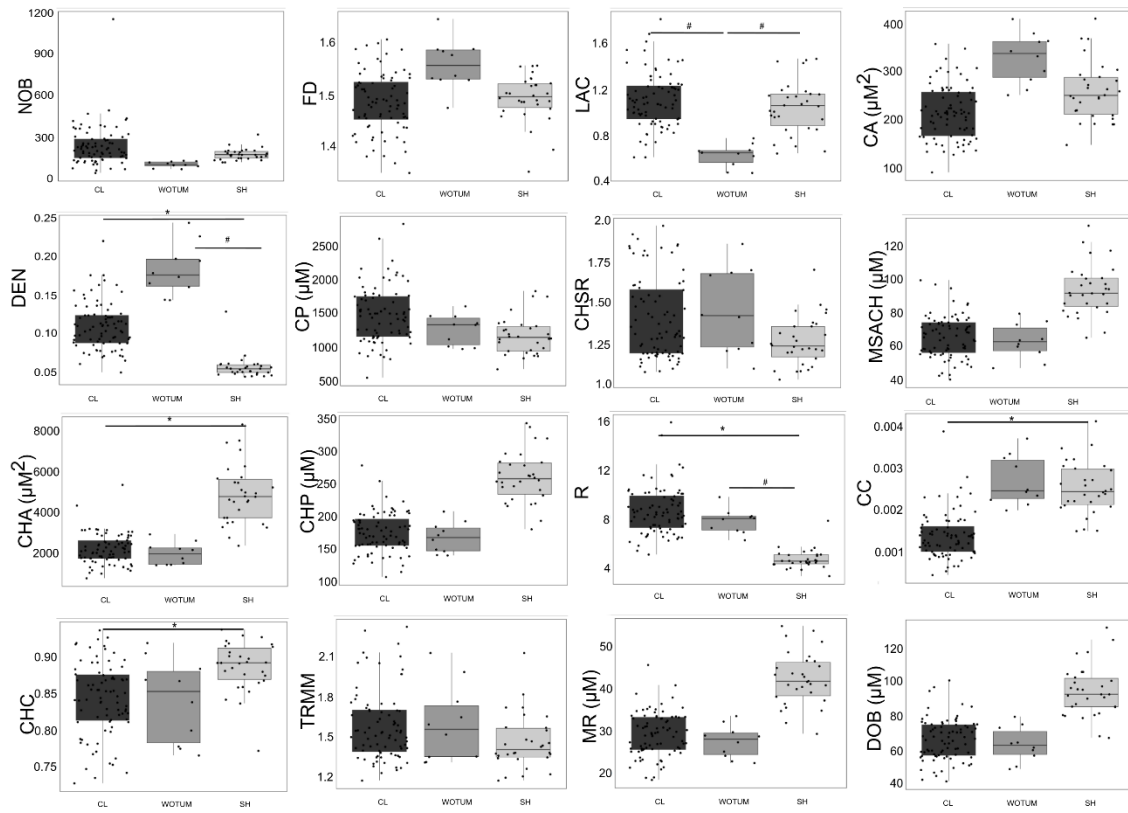 NOB
1200
900
600
300
0
CL WOTUM SH
FD
1.6
1.5
1.4
CL WOTUM SH
LAC
1.6
1.2
0.8
0.4
# #
CL WOTUM SH
CA (µM²)
400
300
200
100
CL WOTUM SH
DEN
0.25
0.20
0.15
0.10
0.05
*
#
CL WOTUM SH
CP (µM)
2500
2000
1500
1000
500
CL WOTUM SH
CHSR
2.0
1.75
1.50
1.25
1.0
CL WOTUM SH
MSACH (µM)
120
100
80
60
40
CL WOTUM SH
CHA (µM²)
8000
6000
4000
2000
*
CL WOTUM SH
CHP (µM)
350
300
250
200
150
100
CL WOTUM SH
R
16
12
8
4
*
#
CL WOTUM SH
CC
0.004
0.003
0.002
0.001
*
CL WOTUM SH
CHC
0.90
0.85
0.80
0.75
*
CL WOTUM SH
TRMM
2.1
1.8
1.5
1.2
CL WOTUM SH
MR (µM)
50
40
30
20
CL WOTUM SH
DOB (µM)
120
100
80
60
40
CL WOTUM SH